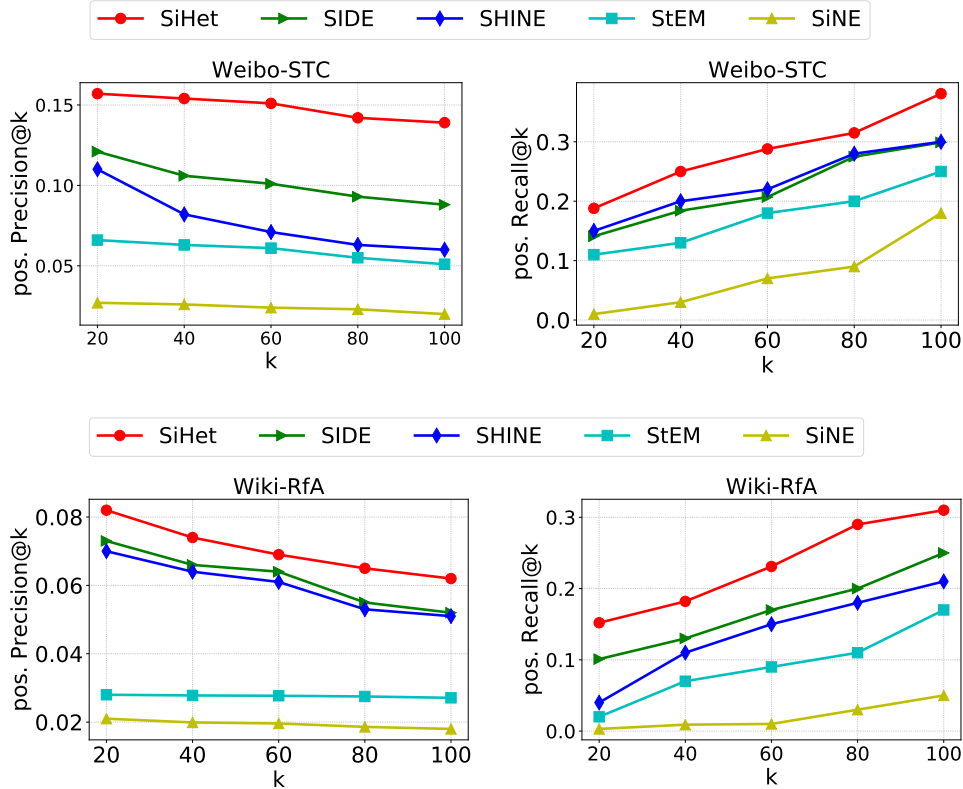 SiHet SIDE SHINE StEM SiNE
Weibo-STC
pos. Precision@k
0.15
0.10
0.05
20 40 60 80 100
k
Weibo-STC
pos. Recall@k
0.3
0.2
0.1
0.0
20 40 60 80 100
k
SiHet SIDE SHINE StEM SiNE
Wiki-RfA
pos. Precision@k
0.08
0.06
0.04
0.02
20 40 60 80 100
k
Wiki-RfA
pos. Recall@k
0.3
0.2
0.1
0.0
20 40 60 80 100
k